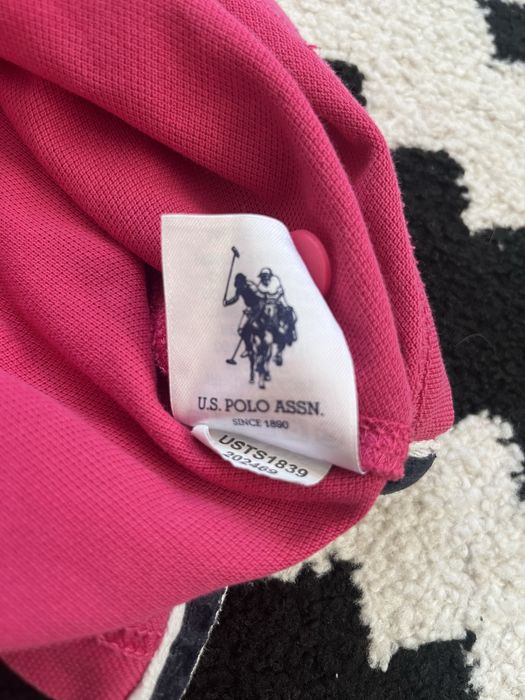 U.S. POLO ASSN.
SINCE 1890
USTS1839
202469